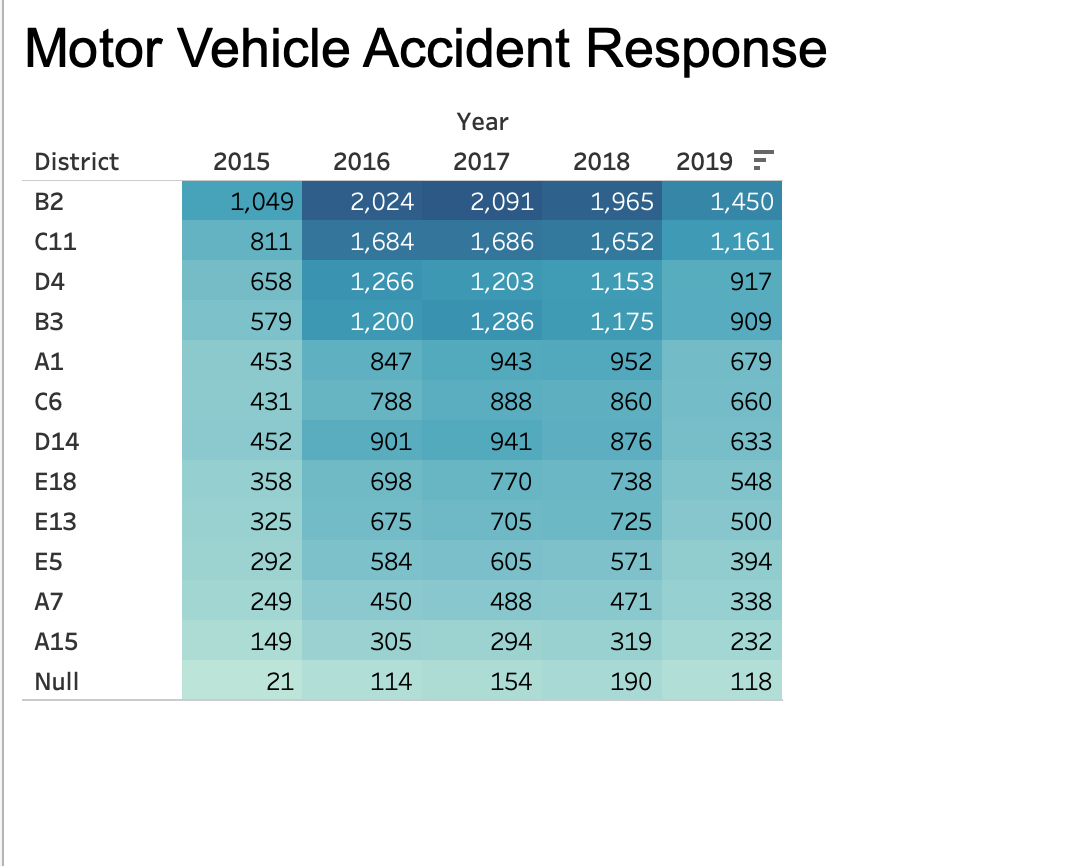 Motor Vehicle Accident Response
Year
District 2015 2016 2017 2018 2019
B2 1,049 2,024 2,091 1,965 1,450
C11 811 1,684 1,686 1,652 1,161
D4 658 1,266 1,203 1,153 917
B3 579 1,200 1,286 1,175 909
A1 453 847 943 952 679
C6 431 788 888 860 660
D14 452 901 941 876 633
E18 358 698 770 738 548
E13 325 675 705 725 500
E5 292 584 605 571 394
A7 249 450 488 471 338
A15 149 305 294 319 232
Null 21 114 154 190 118